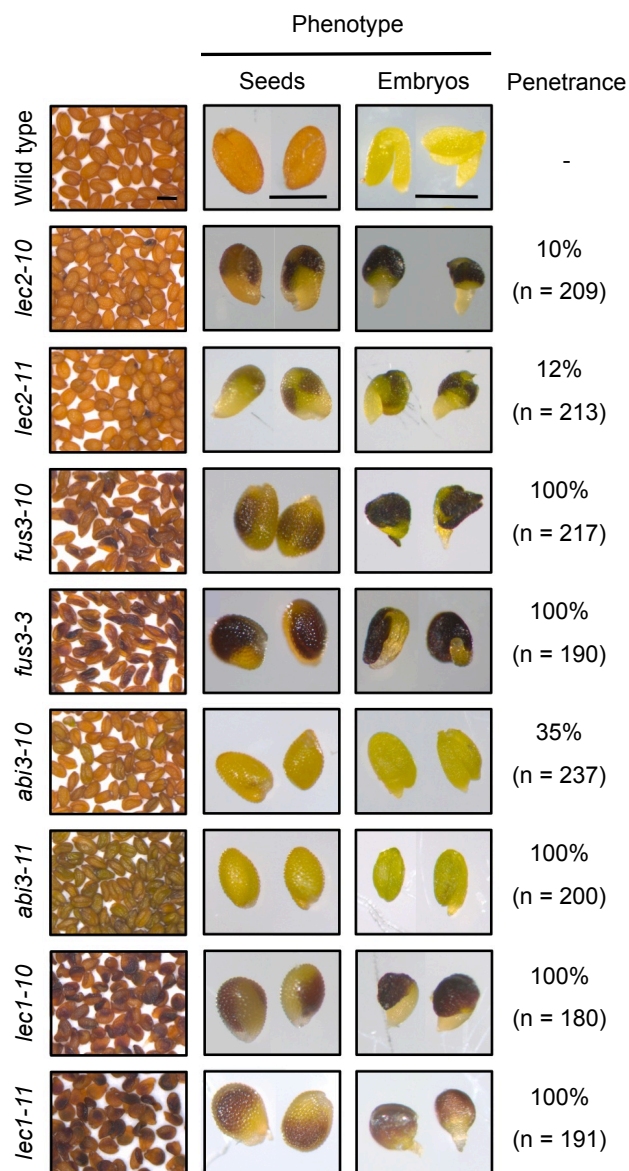 Phenotype
Seeds Embryos Penetrance
Wild type -
lec2-10 10%
(n = 209)
lec2-11 12%
(n = 213)
fus3-10 100%
(n = 217)
fus3-3 100%
(n = 190)
abi3-10 35%
(n = 237)
abi3-11 100%
(n = 200)
lec1-10 100%
(n = 180)
lec1-11 100%
(n = 191)